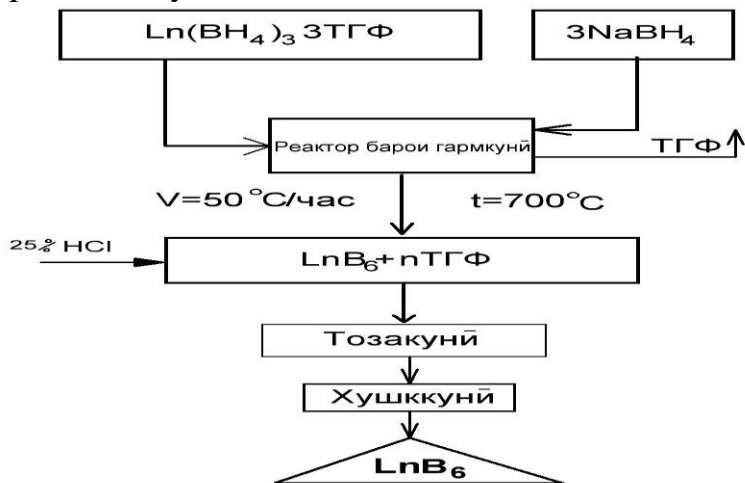 Ln(BH₄)₃ 3ТГФ
3NaBH₄
Реактор барои гармкунӣ
ТГФ
V=50°C/час
t=700°C
25% HCl
LnB₆+nТГФ
Тозакунӣ
Хушккунӣ
LnB₆